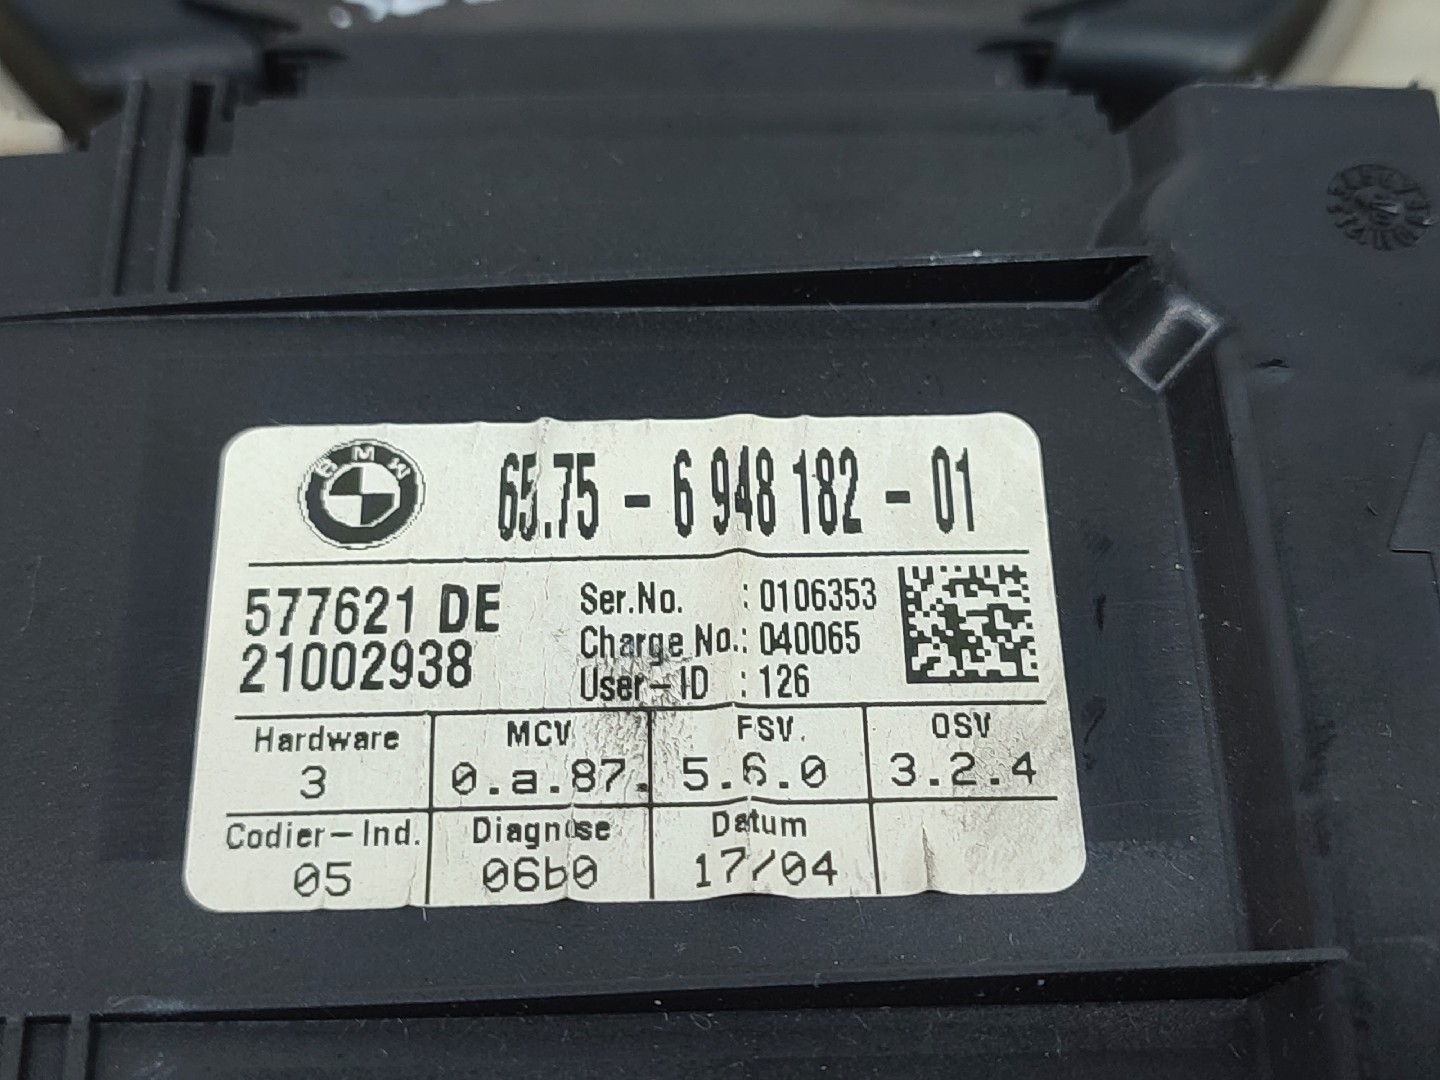 BMW
65.75 - 6 948 182 - 01
577621 DE
21002938
Ser.No. : 0106353
Charge No.: 040065
User-ID : 126
Hardware MCV FSV. OSV
3 0.a.87. 5.6.0 3.2.4
Codier-Ind. Diagnose Datum
05 06b0 17/04